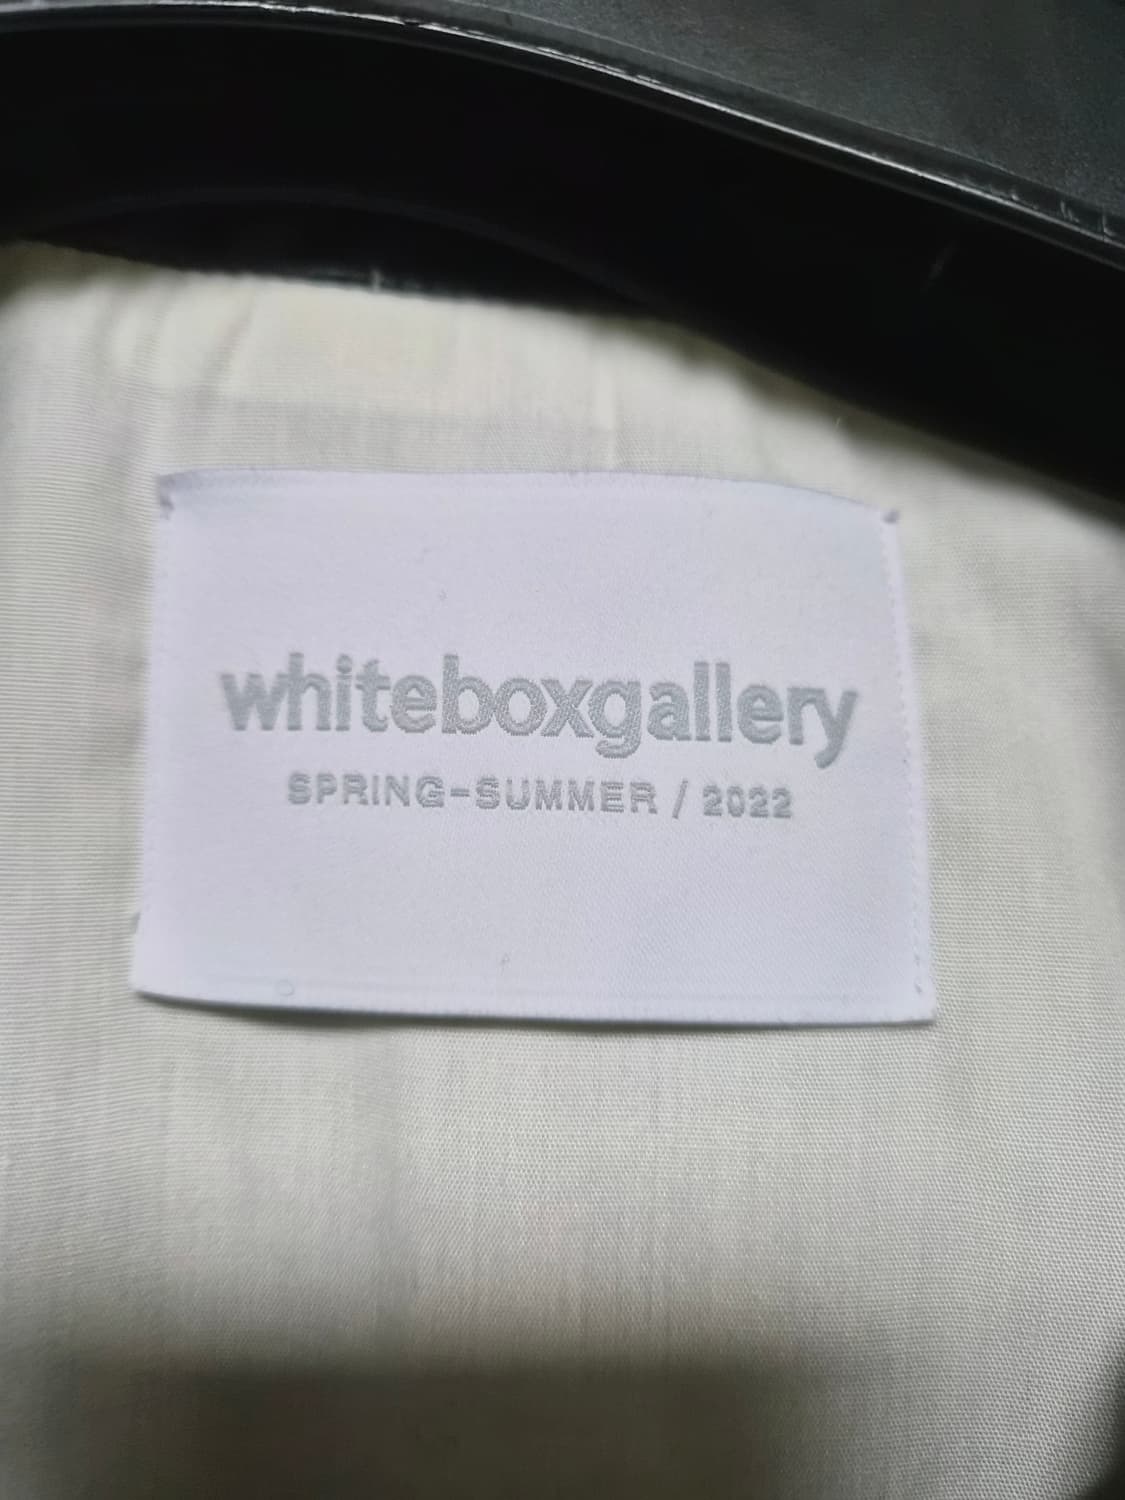 whiteboxgallery
SPRING-SUMMER / 2022